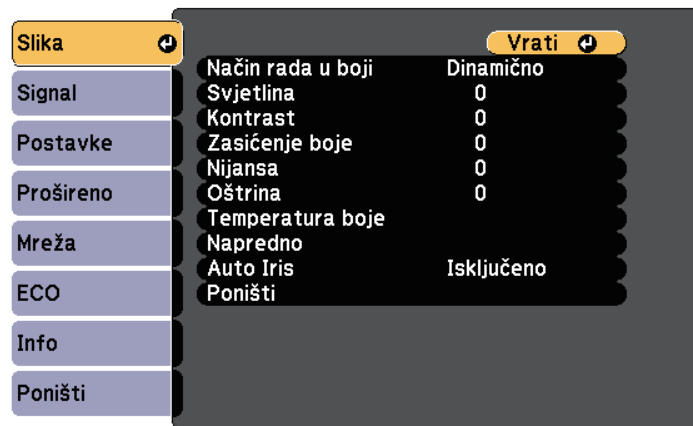 Slika
Signal
Postavke
Prošireno
Mreža
ECO
Info
Poništi
Vrati
Način rada u boji Dinamično
Svjetlina 0
Kontrast 0
Zasićenje boje 0
Nijansa 0
Oštrina 0
Temperatura boje
Napredno
Auto Iris Isključeno
Poništi